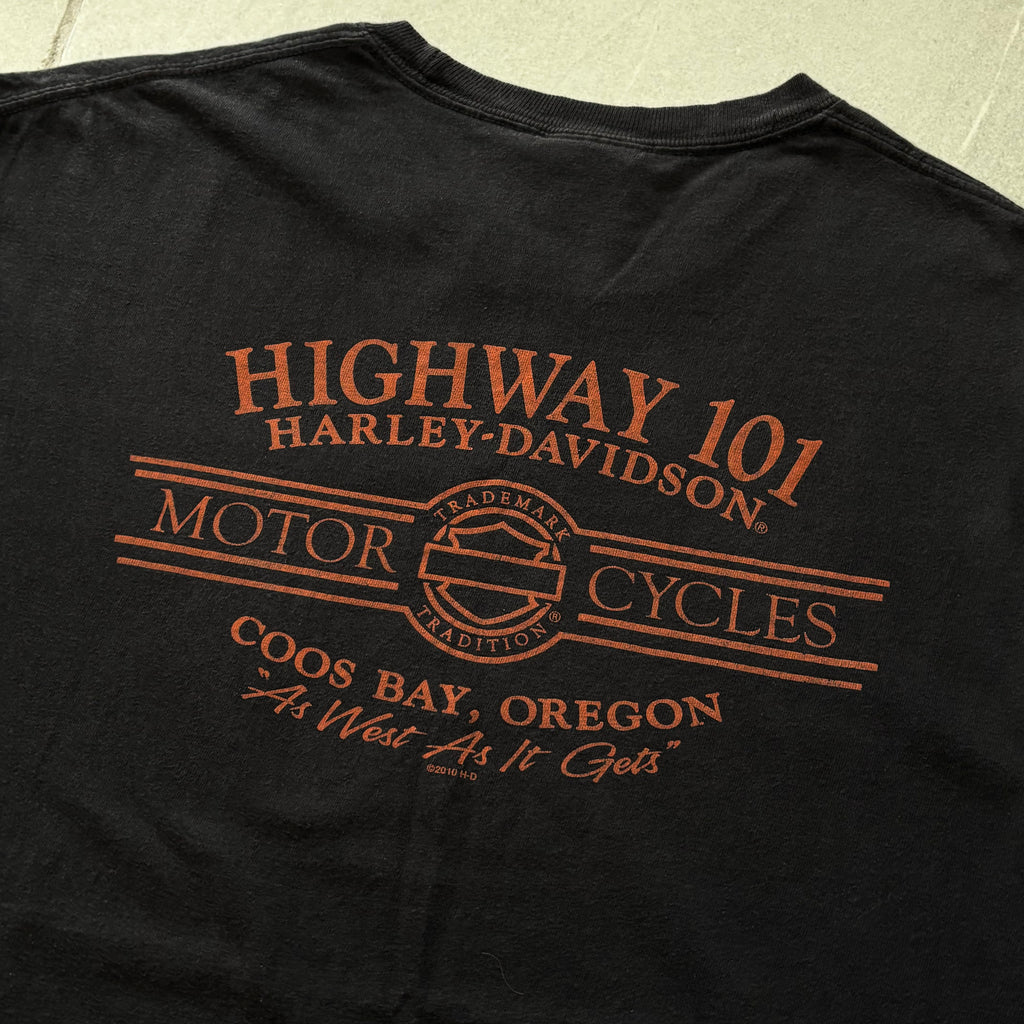 HIGHWAY 101
HARLEY-DAVIDSON®
MOTOR CYCLES
TRADEMARK
TRADITION®
COOS BAY, OREGON
"As West As It Gets"
©2010 H-D